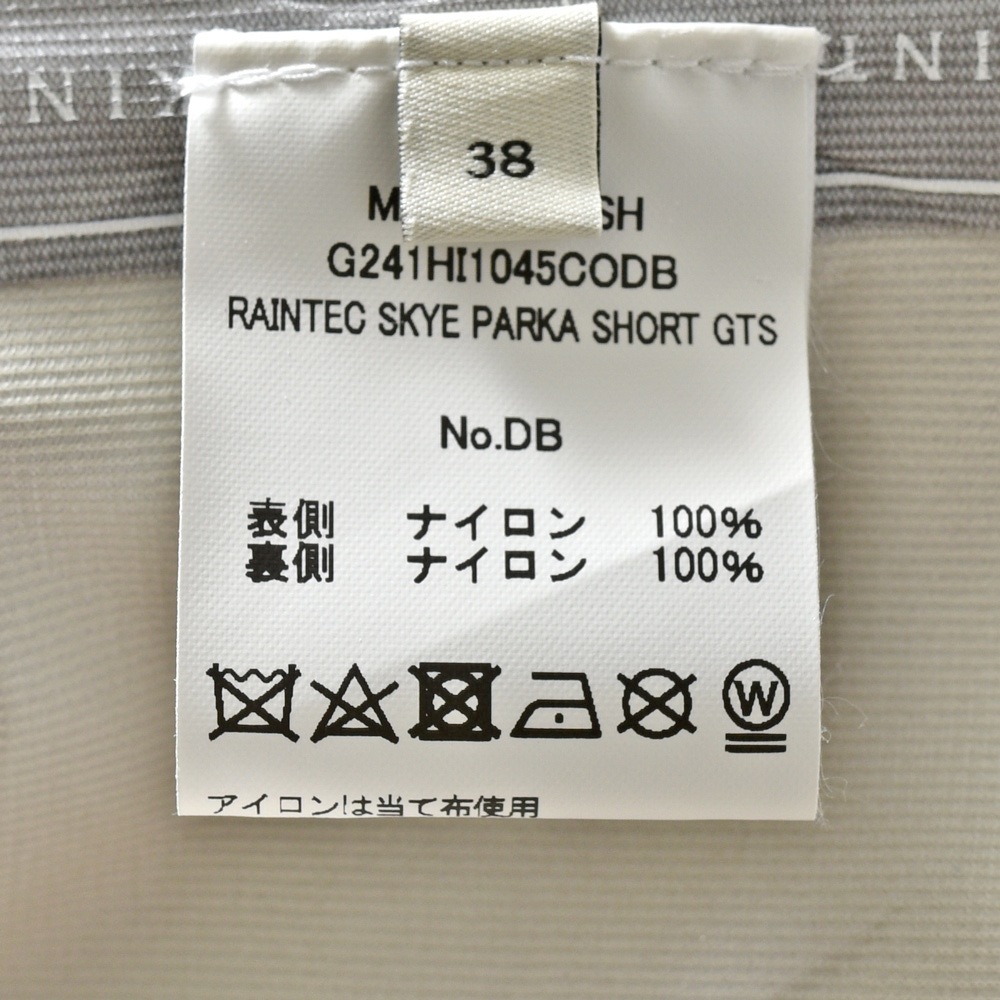 38
G241HI1045CODB
RAINTEC SKYE PARKA SHORT GTS
No.DB
表側 ナイロン 100%
裏側 ナイロン 100%
W
アイロンは当て布使用